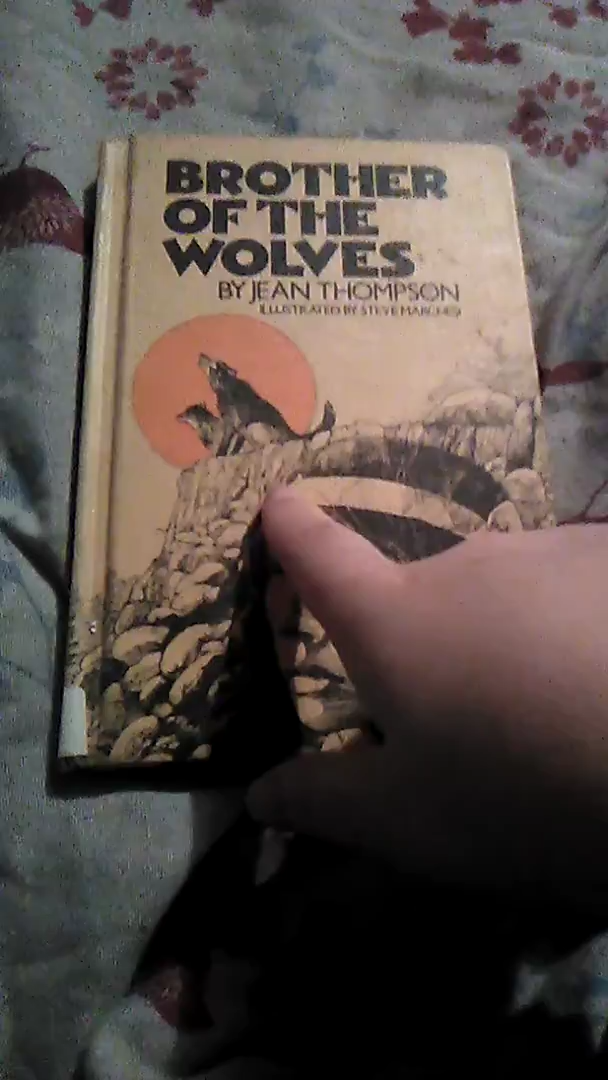 BROTHER
OF THE
WOLVES
BY JEAN THOMPSON
ILLUSTRATED BY STEVE MARCHESI